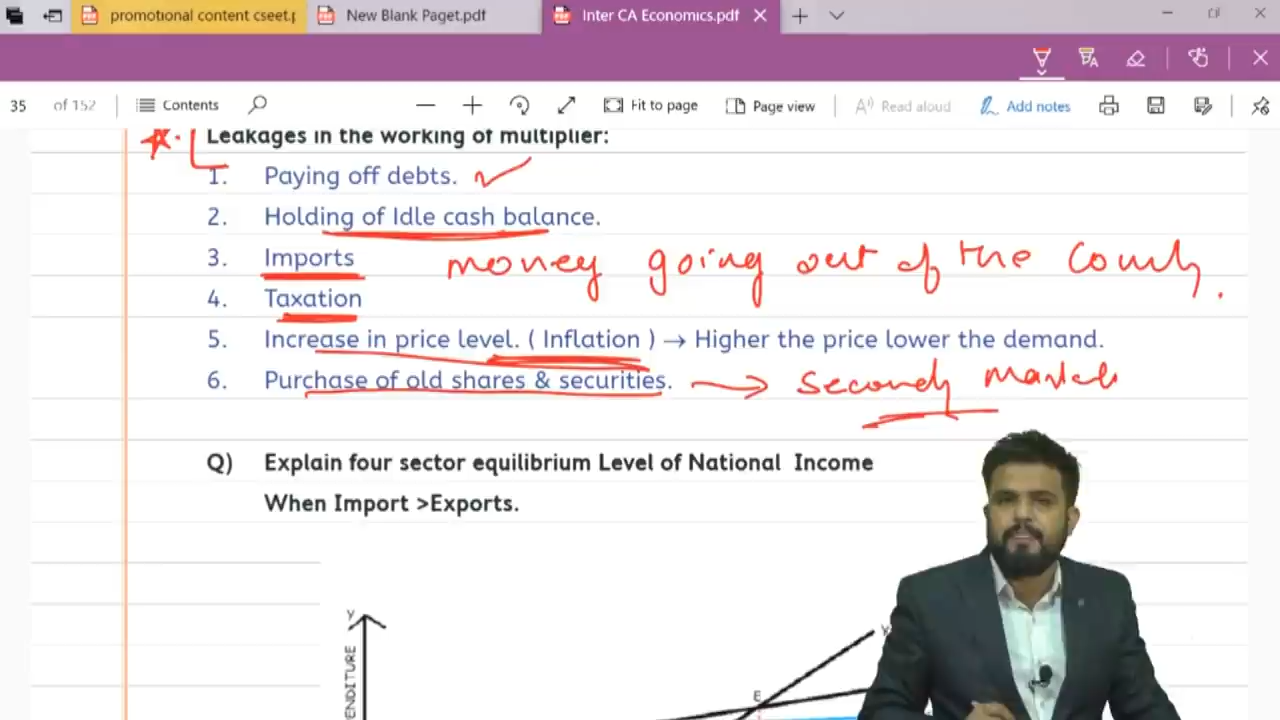 promotional content cseet.p
New Blank Paget.pdf
Inter CA Economics.pdf
35 of 152
Contents
Fit to page
Page view
Read aloud
Add notes
Leakages in the working of multiplier:
1. Paying off debts.
2. Holding of Idle cash balance.
3. Imports money going out of the
4. Taxation
5. Increase in price level. ( Inflation ) → Higher the price lower the demand.
6. Purchase of old shares & securities.
Q) Explain four sector equilibrium Level of National Income
When Import >Exports.
Y
ENDITURE
E
Y